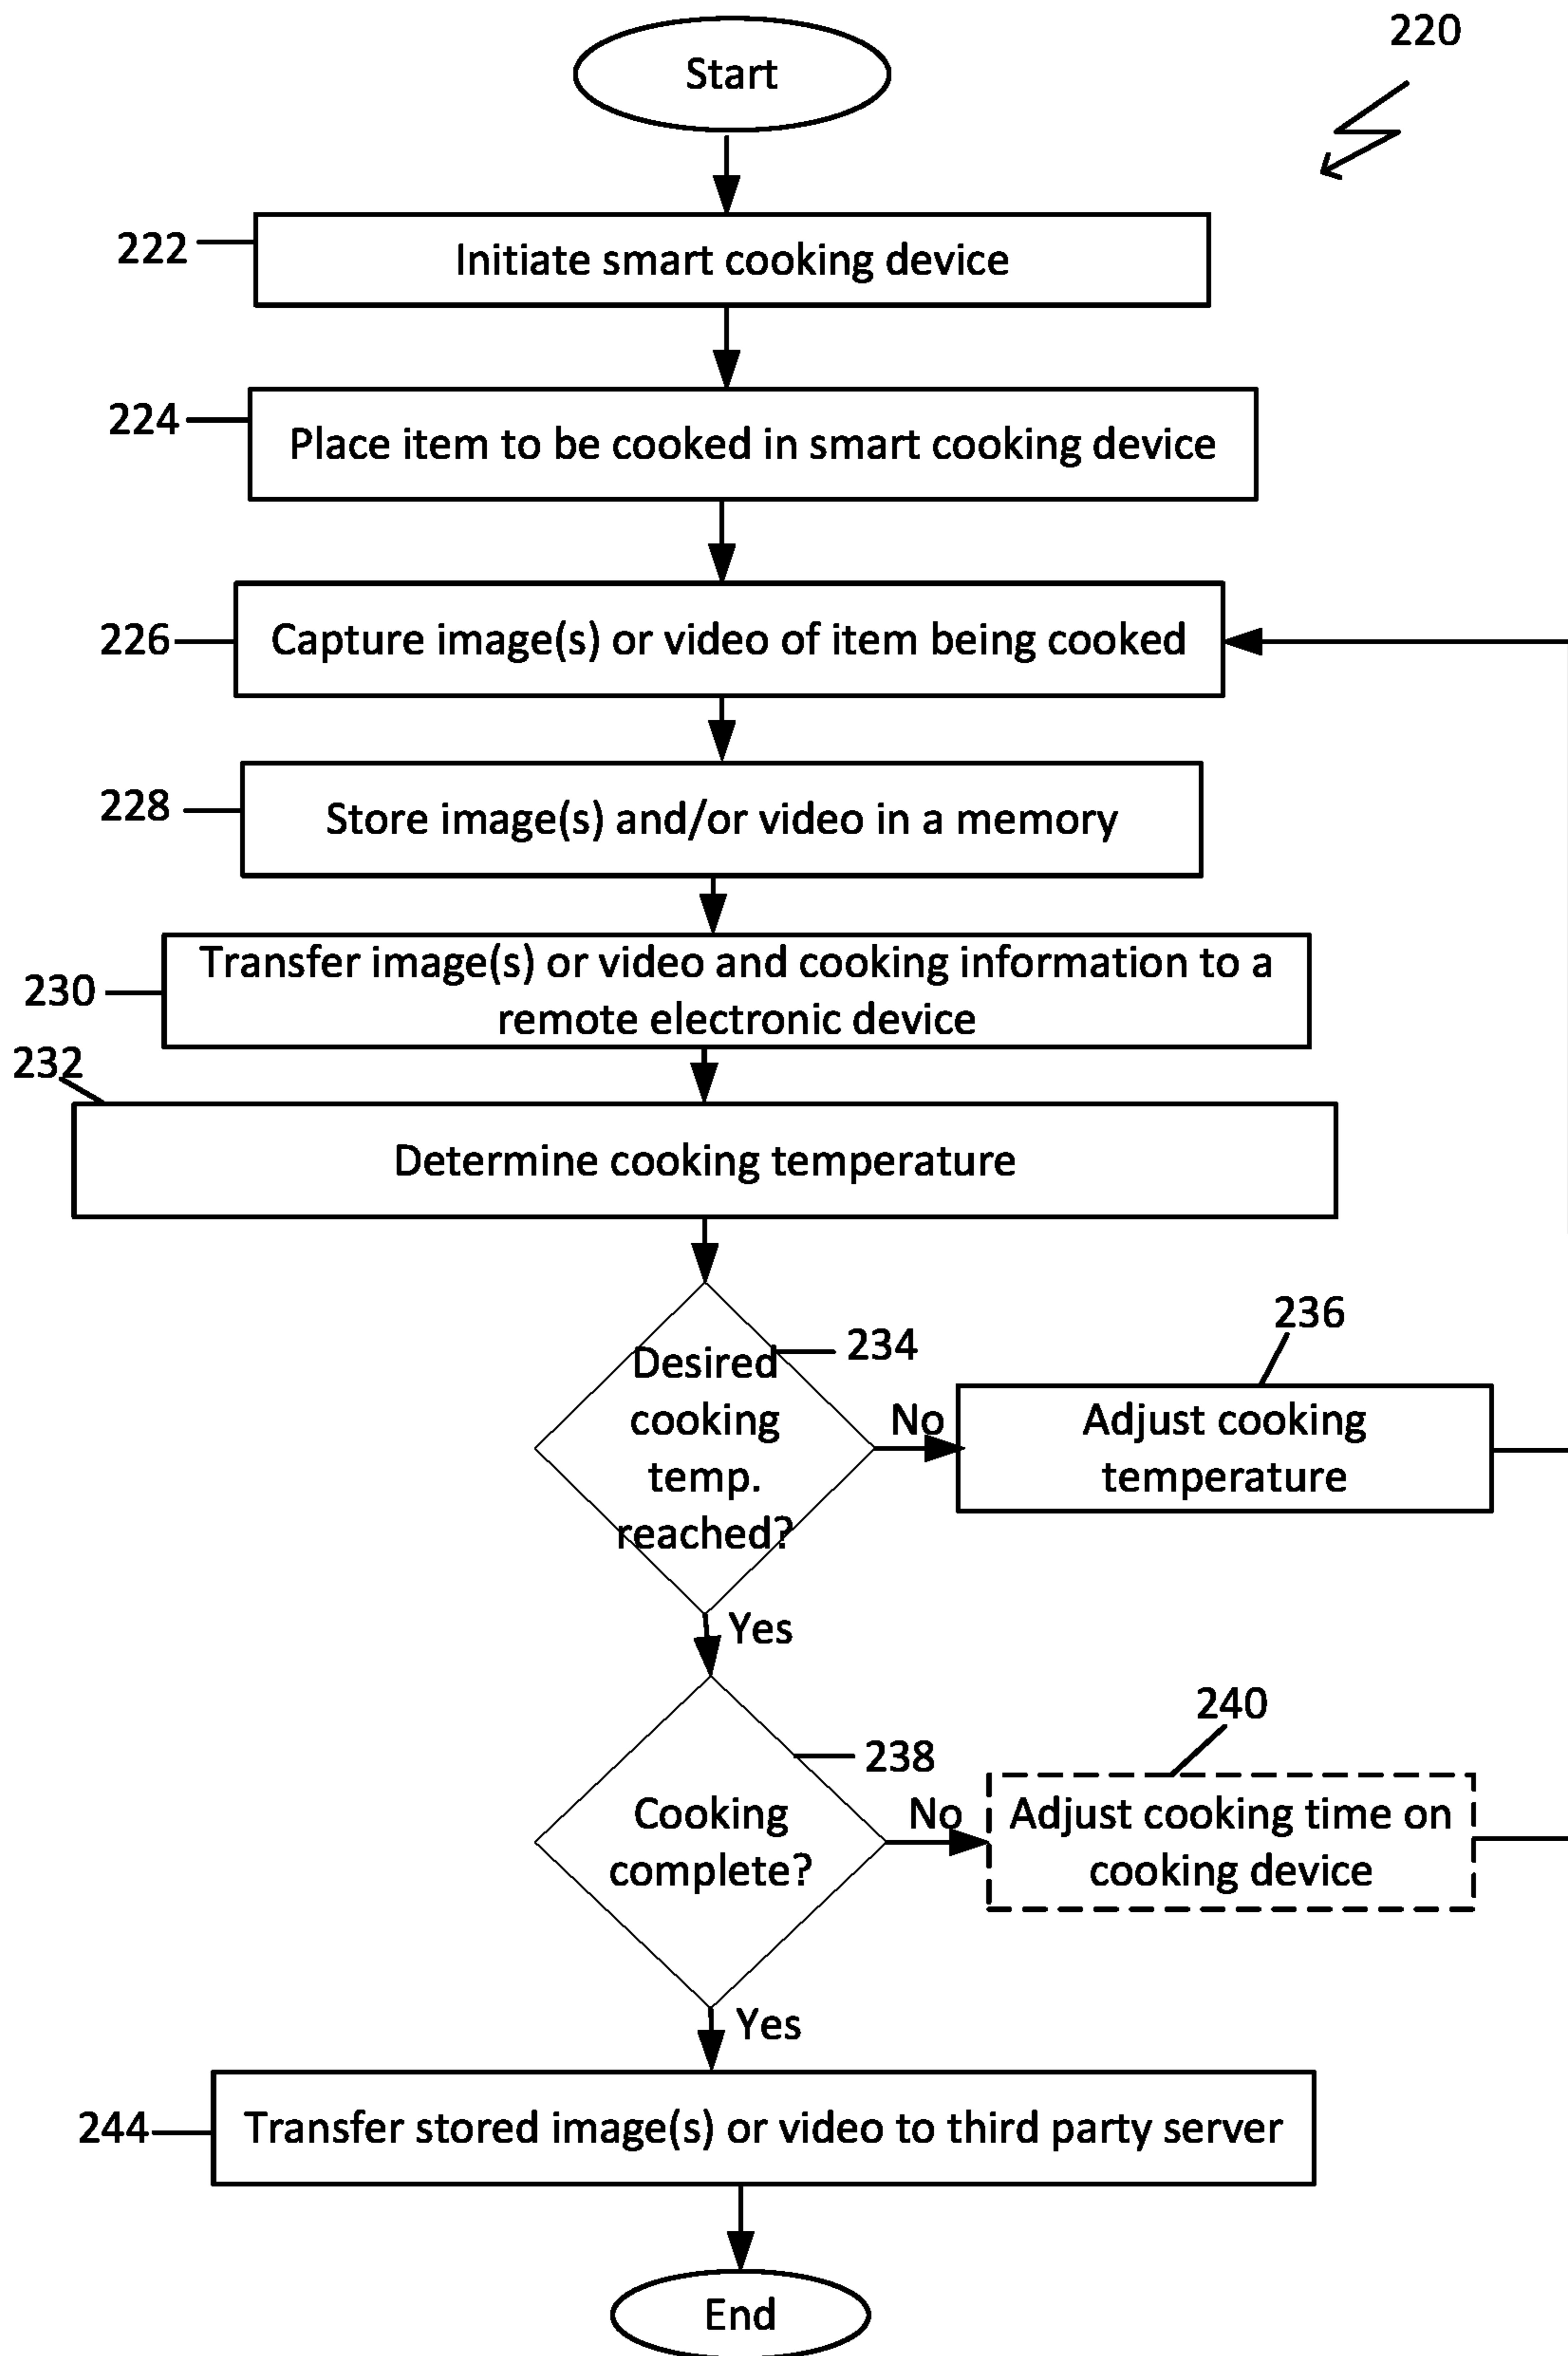 220
Start
222
Initiate smart cooking device
224
Place item to be cooked in smart cooking device
226
Capture image(s) or video of item being cooked
228
Store image(s) and/or video in a memory
230
Transfer image(s) or video and cooking information to a
remote electronic device
232
Determine cooking temperature
234
Desired
cooking
temp.
reached?
No
236
Adjust cooking
temperature
Yes
238
Cooking
complete?
No
240
Adjust cooking time on
cooking device
Yes
244
Transfer stored image(s) or video to third party server
End